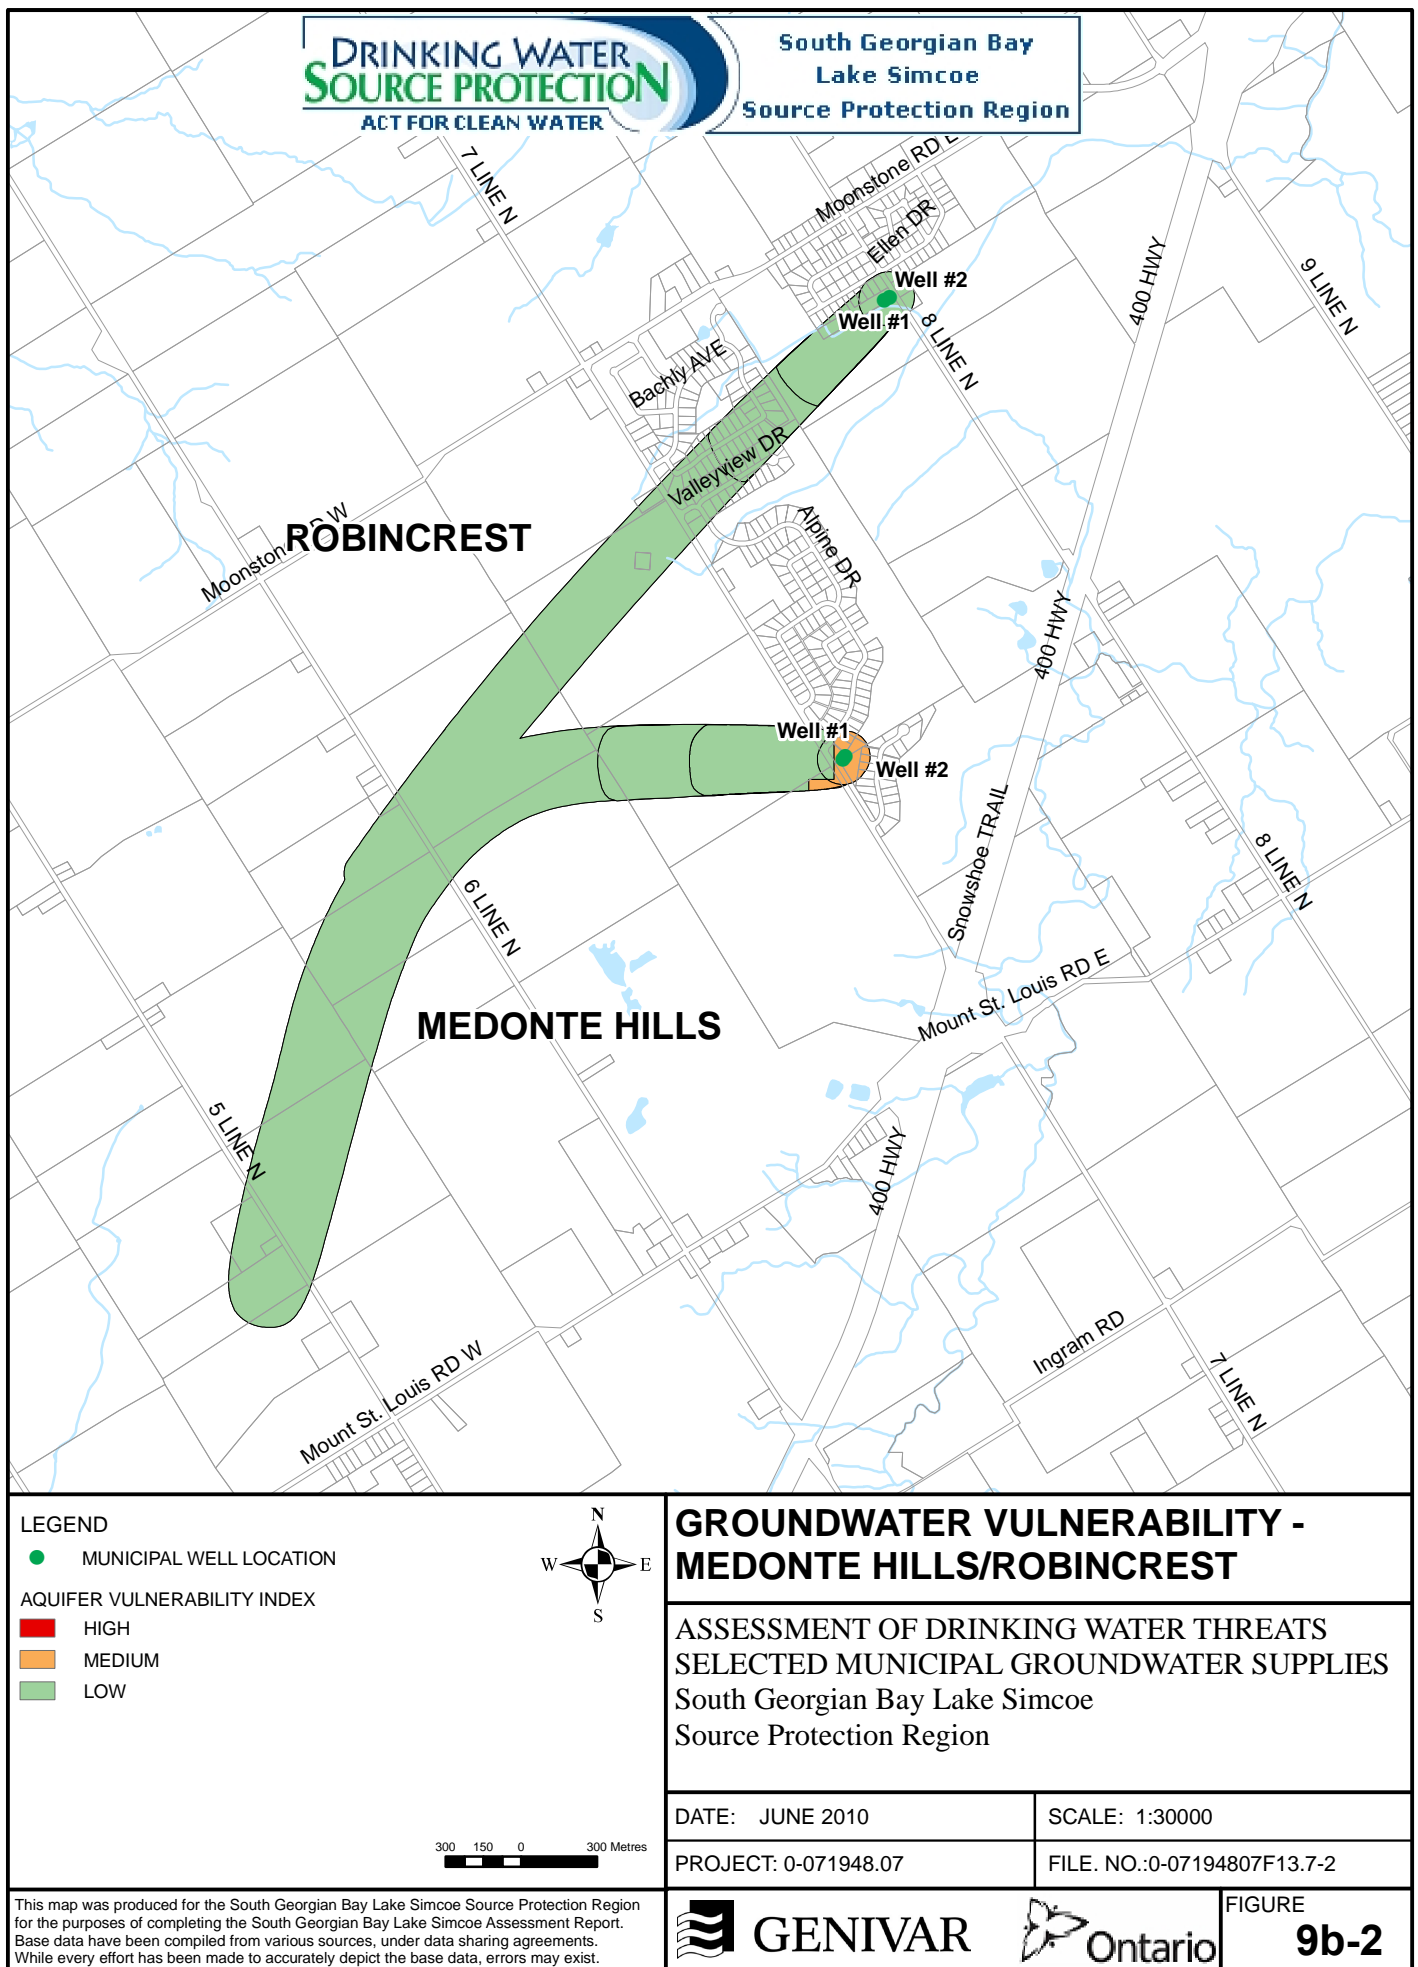 DRINKING WATER
SOURCE PROTECTION
ACT FOR CLEAN WATER
South Georgian Bay
Lake Simcoe
Source Protection Region
7 LINE N
Moonstone RD E
Ellen DR
400 HWY
9 LINE N
Well #2
Well #1
8 LINE N
Bachly AVE
Valleyview DR
Moonstone RD W
ROBINCREST
Alpine DR
400 HWY
Well #1
Well #2
Snowshoe TRAIL
8 LINE N
6 LINE N
MEDONTE HILLS
Mount St. Louis RD E
5 LINE N
400 HWY
Ingram RD
7 LINE N
Mount St. Louis RD W
LEGEND
MUNICIPAL WELL LOCATION
AQUIFER VULNERABILITY INDEX
HIGH
MEDIUM
LOW
N
W E
S
300 150 0 300 Metres
GROUNDWATER VULNERABILITY -
MEDONTE HILLS/ROBINCREST
ASSESSMENT OF DRINKING WATER THREATS
SELECTED MUNICIPAL GROUNDWATER SUPPLIES
South Georgian Bay Lake Simcoe
Source Protection Region
DATE: JUNE 2010
SCALE: 1:30000
PROJECT: 0-071948.07
FILE. NO.:0-07194807F13.7-2
This map was produced for the South Georgian Bay Lake Simcoe Source Protection Region
for the purposes of completing the South Georgian Bay Lake Simcoe Assessment Report.
Base data have been compiled from various sources, under data sharing agreements.
While every effort has been made to accurately depict the base data, errors may exist.
GENIVAR
Ontario
FIGURE
9b-2